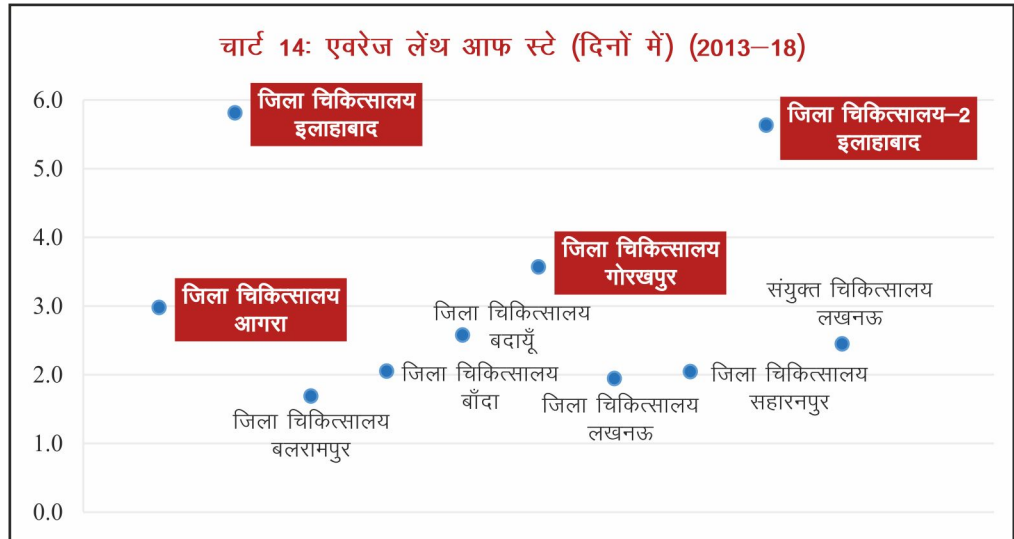 चार्ट 14: एवरेज लेंथ आफ स्टे (दिनों में) (2013–18)
6.0
जिला चिकित्सालय
इलाहाबाद
जिला चिकित्सालय–2
इलाहाबाद
5.0
4.0
जिला चिकित्सालय
गोरखपुर
3.0
जिला चिकित्सालय
आगरा
जिला चिकित्सालय
बदायूँ
संयुक्त चिकित्सालय
लखनऊ
2.0
जिला चिकित्सालय
बाँदा
जिला चिकित्सालय
सहारनपुर
जिला चिकित्सालय
बलरामपुर
जिला चिकित्सालय
लखनऊ
1.0
0.0